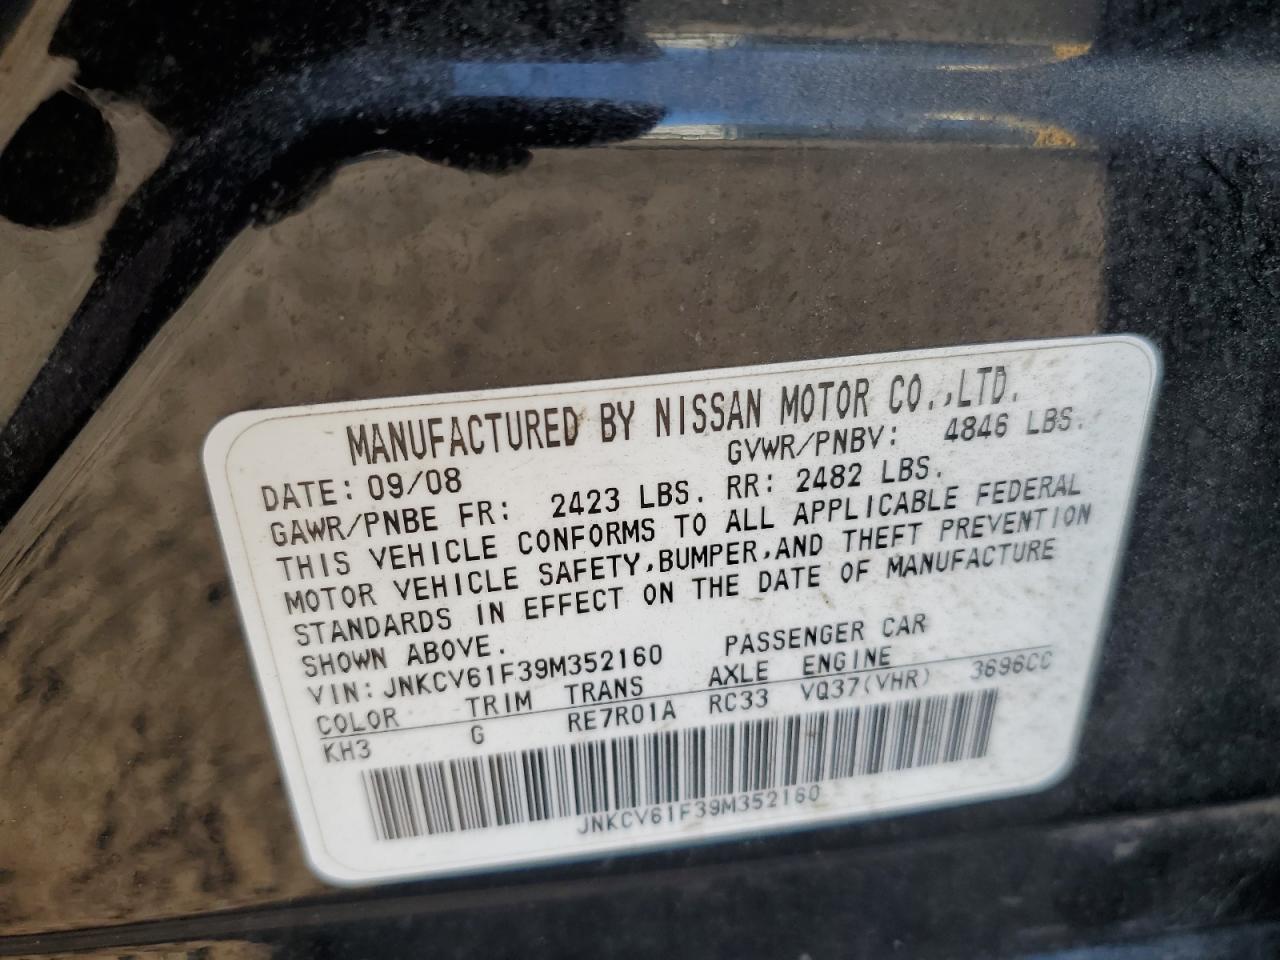 MANUFACTURED BY NISSAN MOTOR CO.,LTD.
DATE: 09/08 GVWR/PNBV: 4846 LBS.
GAWR/PNBE FR: 2423 LBS. RR: 2482 LBS.
THIS VEHICLE CONFORMS TO ALL APPLICABLE FEDERAL
MOTOR VEHICLE SAFETY,BUMPER,AND THEFT PREVENTION
STANDARDS IN EFFECT ON THE DATE OF MANUFACTURE
SHOWN ABOVE.
VIN: JNKCV61F39M352160 PASSENGER CAR
COLOR TRIM TRANS AXLE ENGINE
KH3 G RE7R01A RC33 VQ37(VHR) 3696CC
JNKCV61F39M352160